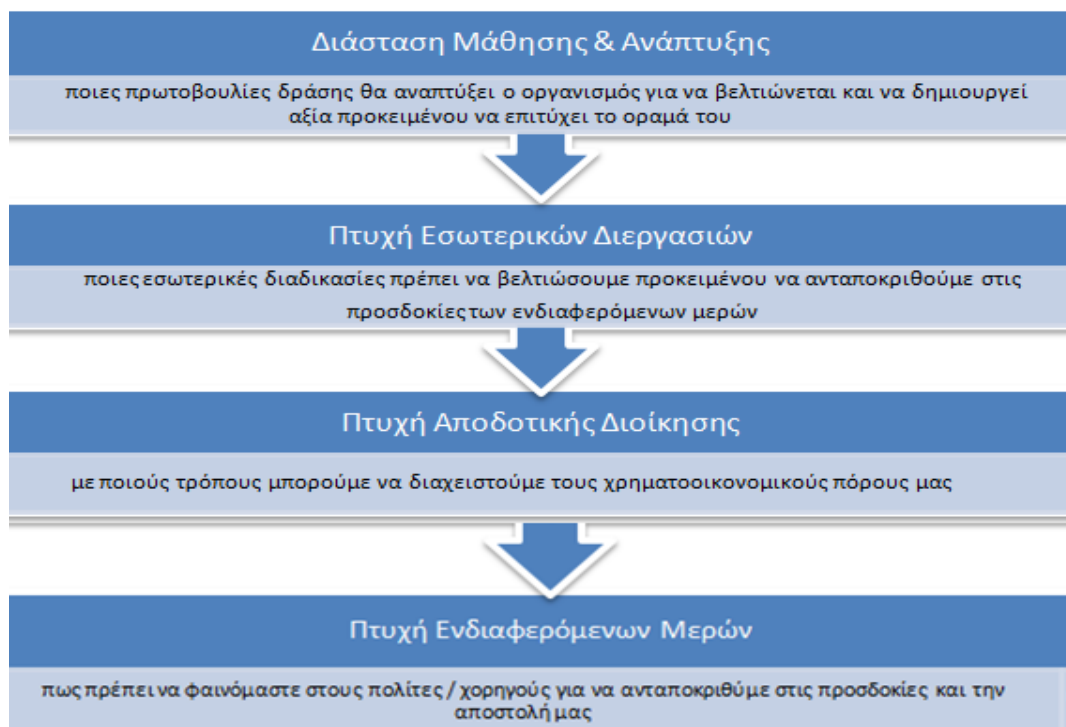 Διάσταση Μάθησης & Ανάπτυξης
ποιες πρωτοβουλίες δράσης θα αναπτύξει ο οργανισμός για να βελτιώνεται και να δημιουργεί
αξία προκειμένου να επιτύχει το οραμά του
Πτυχή Εσωτερικών Διεργασιών
ποιες εσωτερικές διαδικασίες πρέπει να βελτιώσουμε προκειμένου να ανταποκριθούμε στις
προσδοκίες των ενδιαφερόμενων μερών
Πτυχή Αποδοτικής Διοίκησης
με ποιούς τρόπους μπορούμε να διαχειστούμε τους χρηματοοικονομικούς πόρους μας
Πτυχή Ενδιαφερόμενων Μερών
πως πρέπει να φαινόμαστε στους πολίτες / χορηγούς για να ανταποκριθύμε στις προσδοκίες και την
αποστολή μας